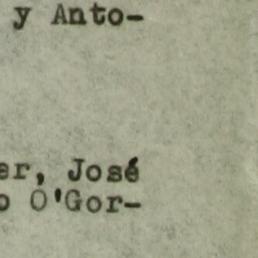 y Anto-
er, José
o O'Gor-